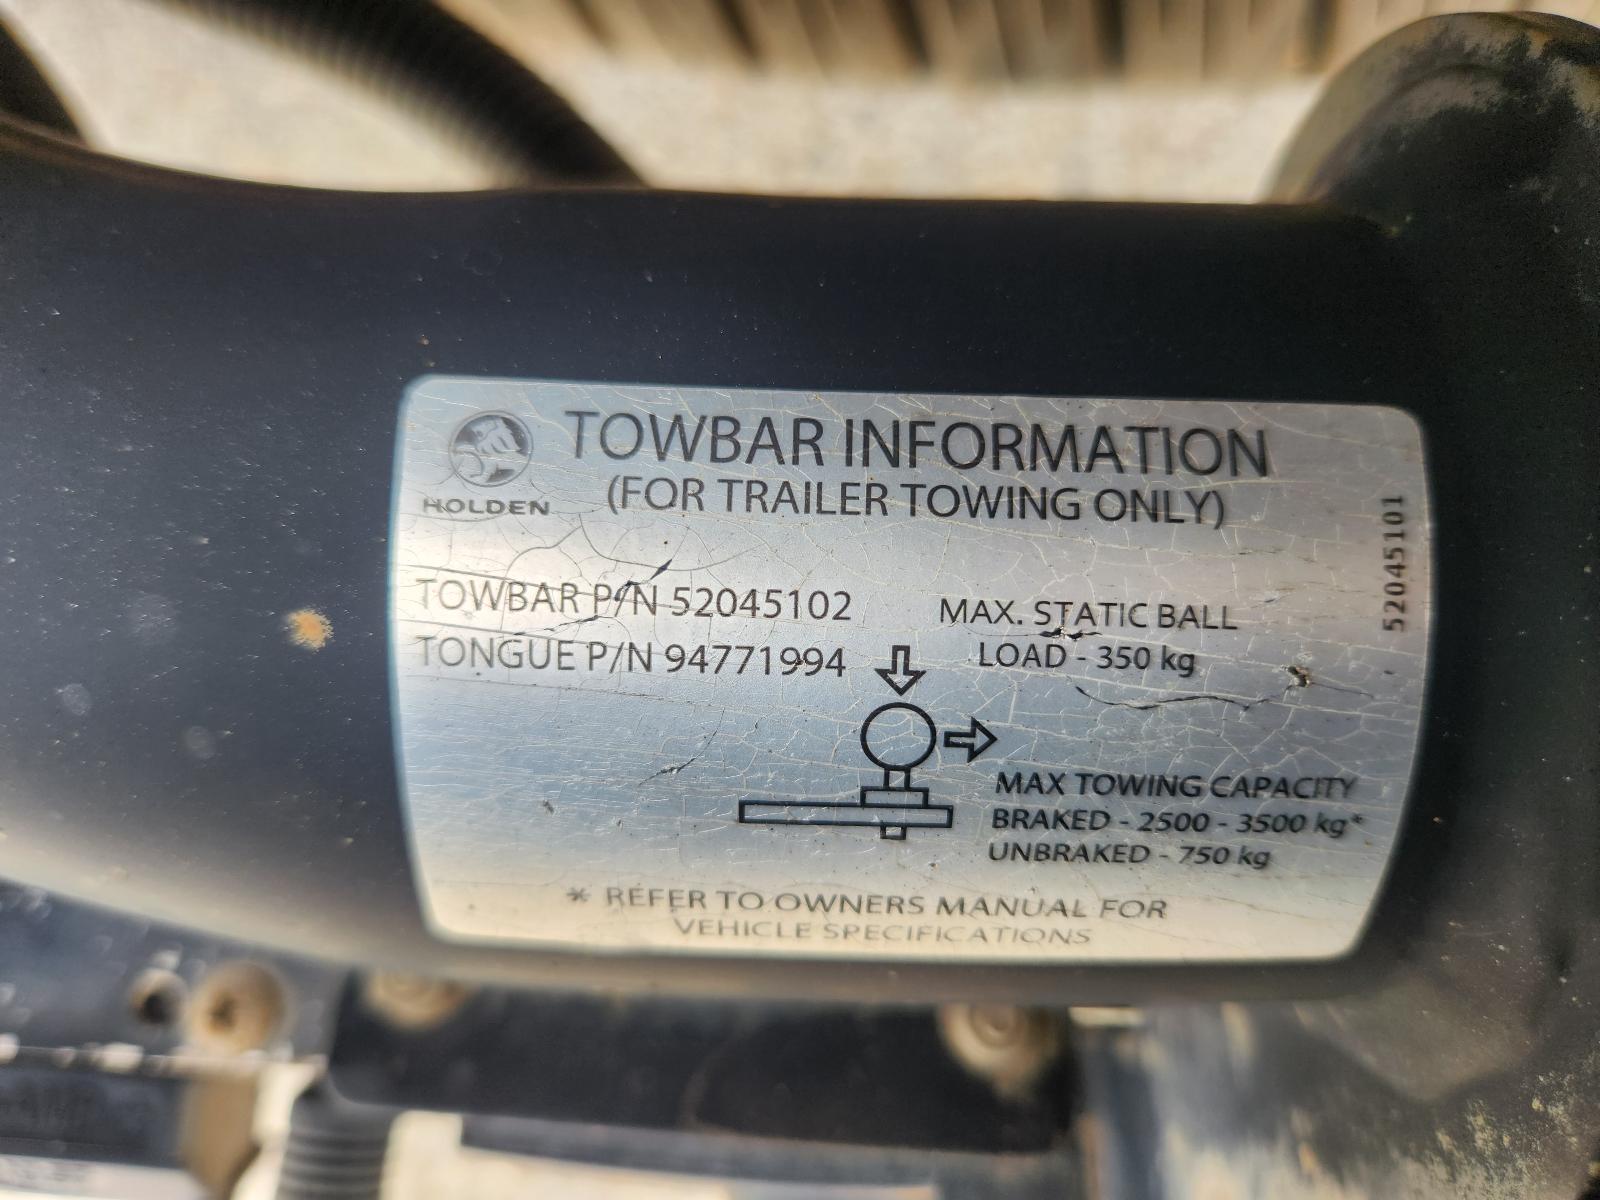 HOLDEN
TOWBAR INFORMATION
(FOR TRAILER TOWING ONLY)
52045101
TOWBAR P/N 52045102
TONGUE P/N 94771994
MAX. STATIC BALL
LOAD - 350 kg
MAX TOWING CAPACITY
BRAKED - 2500 - 3500 kg*
UNBRAKED - 750 kg
* REFER TO OWNERS MANUAL FOR
VEHICLE SPECIFICATIONS